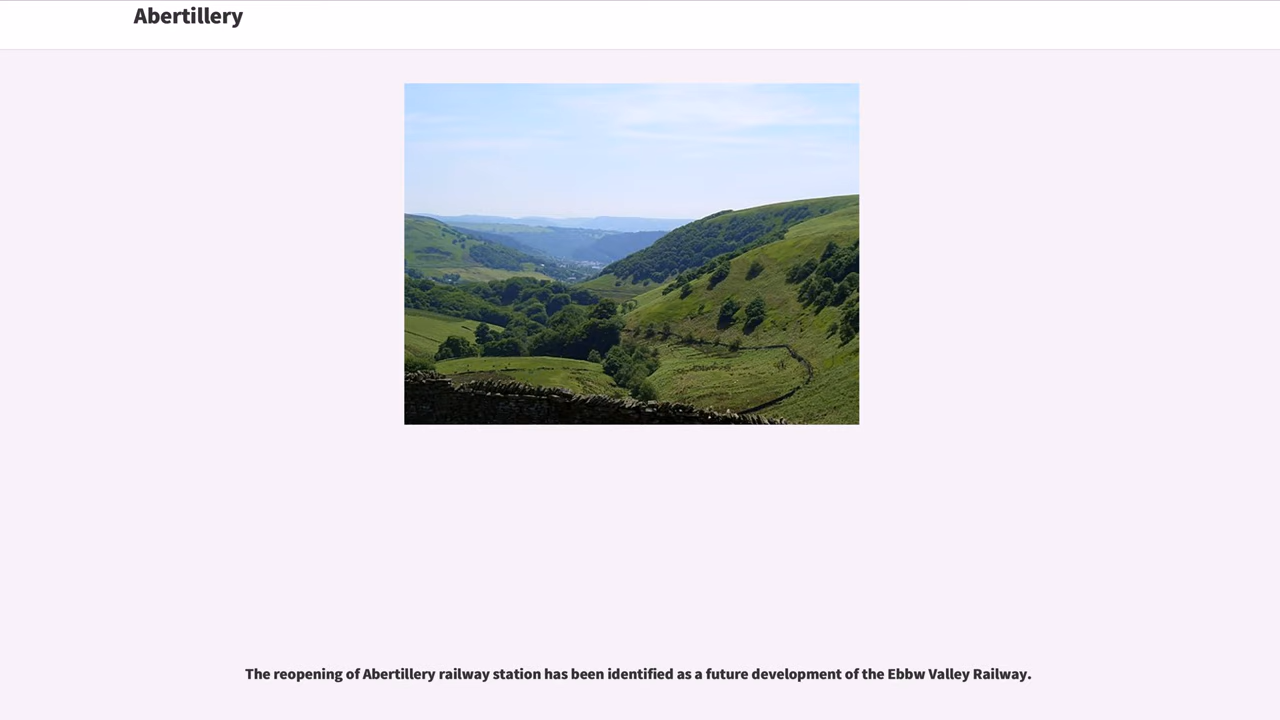 Abertillery
The reopening of Abertillery railway station has been identified as a future development of the Ebbw Valley Railway.